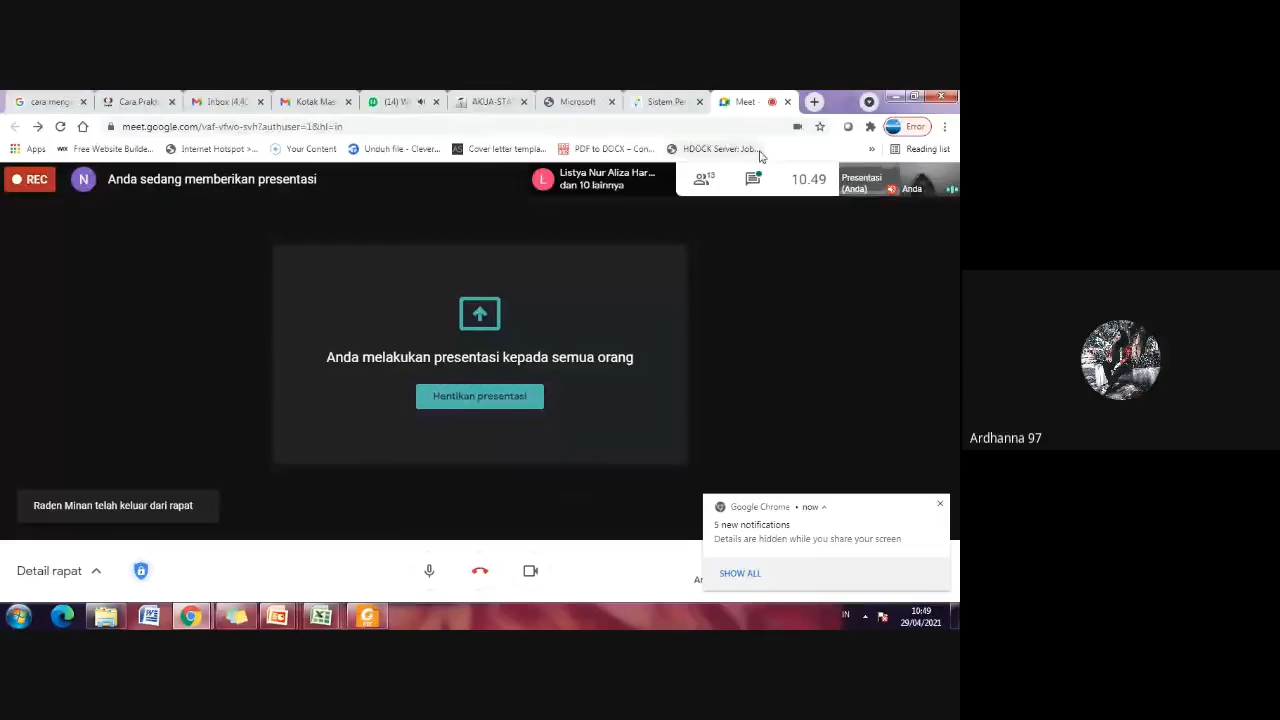 cara mengi
Cara Prakt
Inbox (4,40
Kotak Mas
(14) W
AKUA-STA
Microsoft
Sistem Per
Meet -
meet.google.com/vaf-vfwo-svh?authuser=1&hl=in
Error
Apps
WIX Free Website Builde...
Internet Hotspot >...
Your Content
Unduh file - Clever...
AS Cover letter templa...
PDF to DOCX – Con...
HDOCK Server: Job...
»
Reading list
REC
N
Anda sedang memberikan presentasi
L
Listya Nur Aliza Har...
dan 10 lainnya
13
10.49
Presentasi
(Anda)
Anda
Anda melakukan presentasi kepada semua orang
Hentikan presentasi
Raden Minan telah keluar dari rapat
Google Chrome • now
5 new notifications
Details are hidden while you share your screen
SHOW ALL
Detail rapat
Ardhanna 97
IN
10:49
29/04/2021